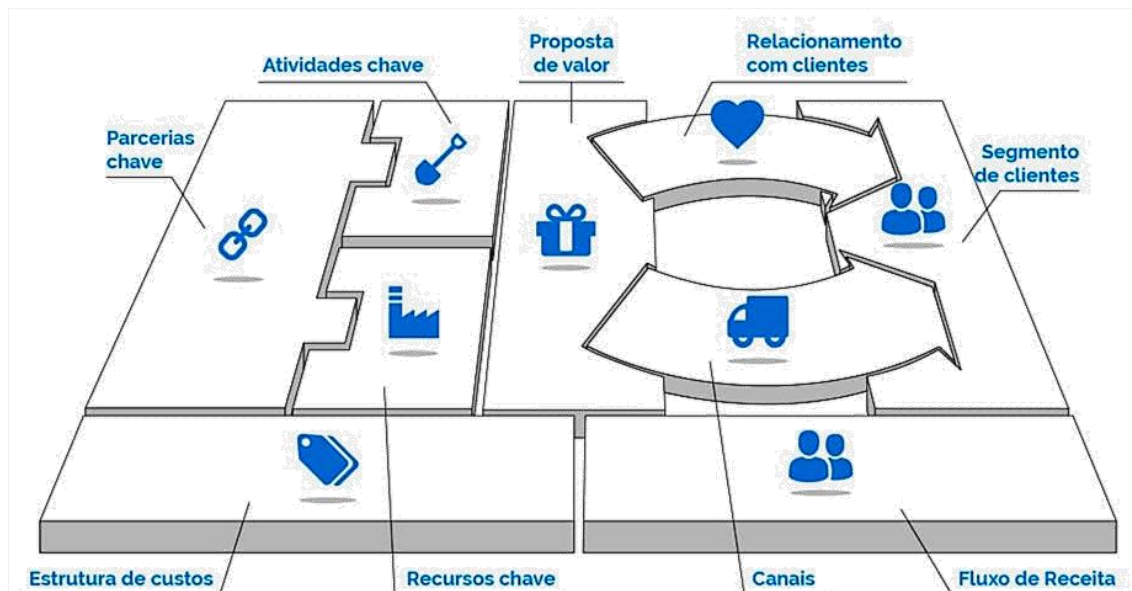 Proposta
de valor
Relacionamento
com clientes
Atividades chave
Parcerias
chave
Segmento
de clientes
Estrutura de custos
Recursos chave
Canais
Fluxo de Receita